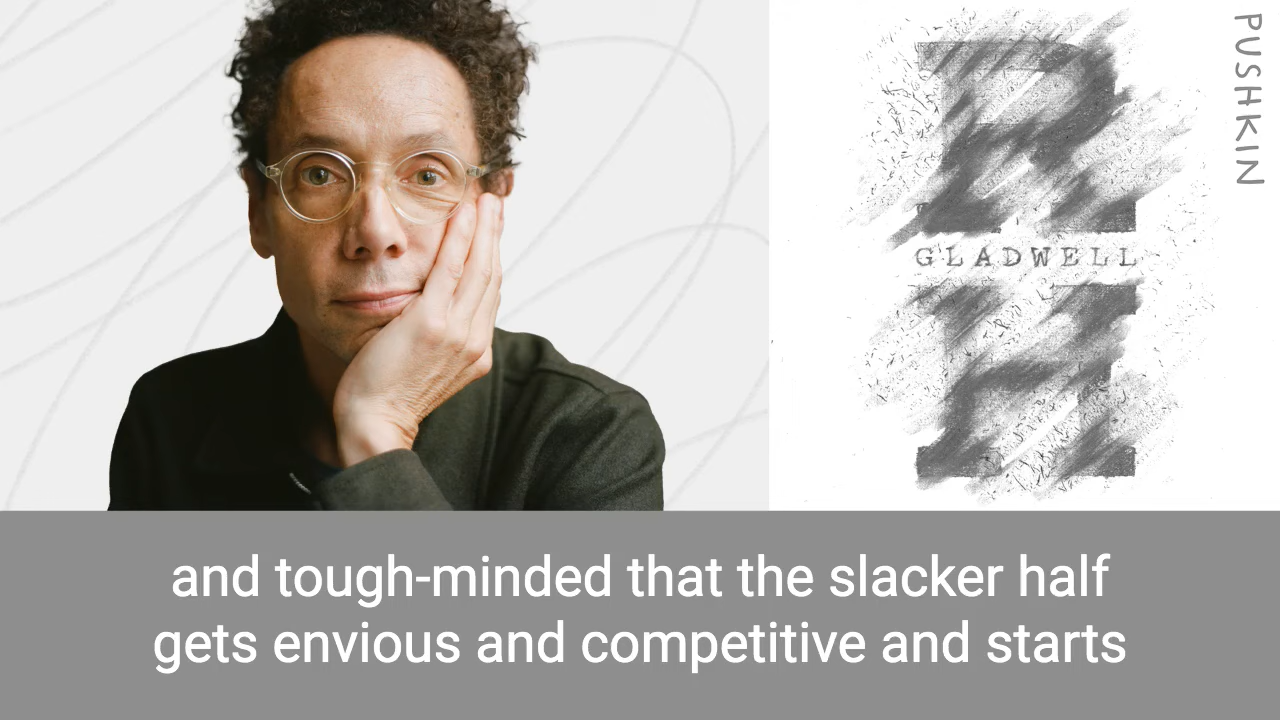 PUSHKIN
R
GLADWELL
H
and tough-minded that the slacker half
gets envious and competitive and starts